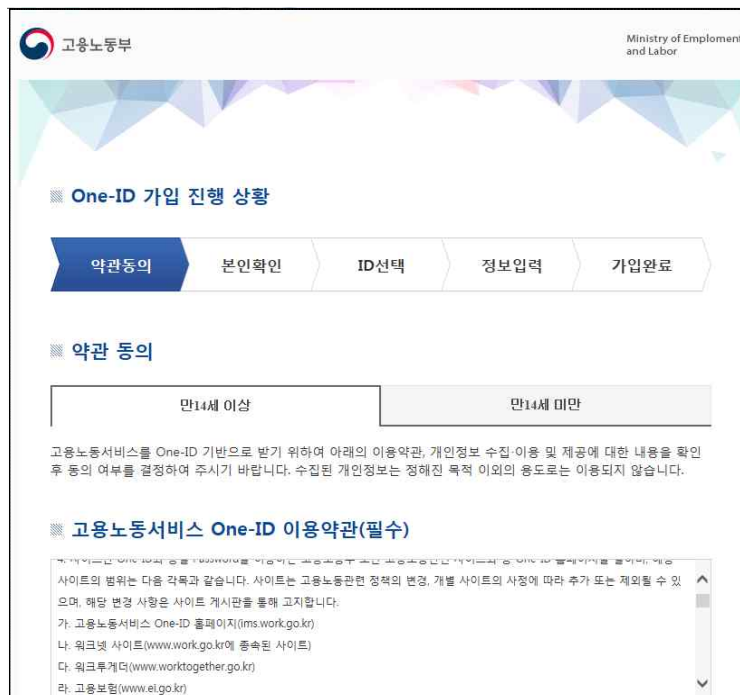 고용노동부
Ministry of Emploment
and Labor
One-ID 가입 진행 상황
약관동의
본인확인
ID선택
정보입력
가입완료
약관 동의
만14세 이상
만14세 미만
고용노동서비스를 One-ID 기반으로 받기 위하여 아래의 이용약관, 개인정보 수집·이용 및 제공에 대한 내용을 확인
후 동의 여부를 결정하여 주시기 바랍니다. 수집된 개인정보는 정해진 목적 이외의 용도로는 이용되지 않습니다.
고용노동서비스 One-ID 이용약관(필수)
사이트의 범위는 다음 각목과 같습니다. 사이트는 고용노동관련 정책의 변경, 개별 사이트의 사정에 따라 추가 또는 제외될 수 있
으며, 해당 변경 사항은 사이트 게시판을 통해 고지합니다.
가. 고용노동서비스 One-ID 홈페이지(ims.work.go.kr)
나. 워크넷 사이트(www.work.go.kr에 종속된 사이트)
다. 워크투게더(www.worktogether.go.kr)
라. 고용보험(www.ei.go.kr)